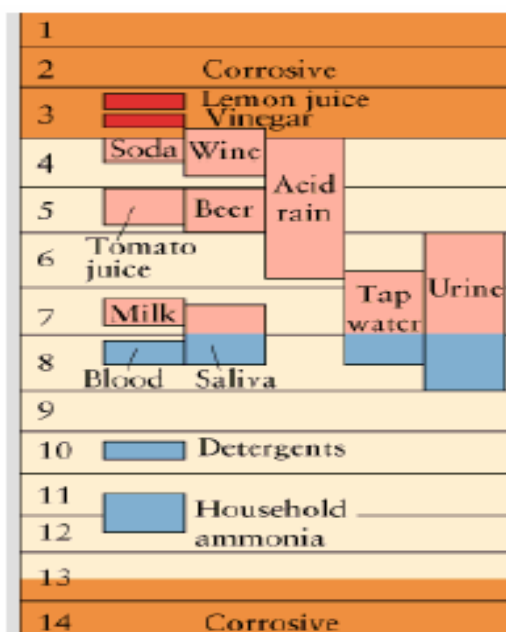 1
2 Corrosive
Lemon juice
3 Vinegar
4 Soda Wine
Acid
rain
5 Beer
Tomato
juice
6
Urine
Tap
water
7 Milk
8
Blood Saliva
9
10 Detergents
11 Household
ammonia
12
13
14 Corrosive